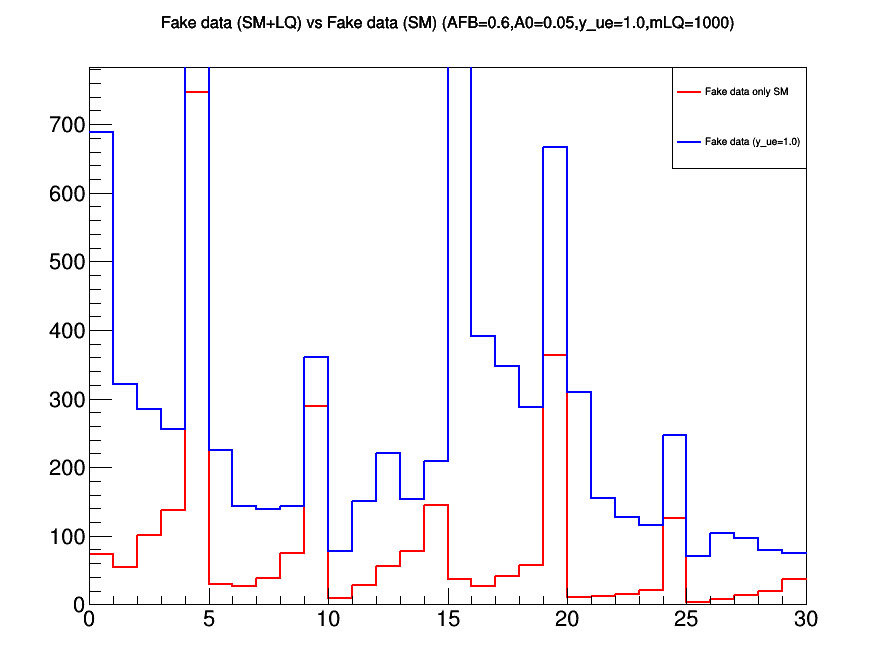 Fake data (SM+LQ) vs Fake data (SM) (AFB=0.6,A0=0.05,y_ue=1.0,mLQ=1000)
Fake data only SM
Fake data (y_ue=1.0)
700
600
500
400
300
200
100
0
0 5 10 15 20 25 30